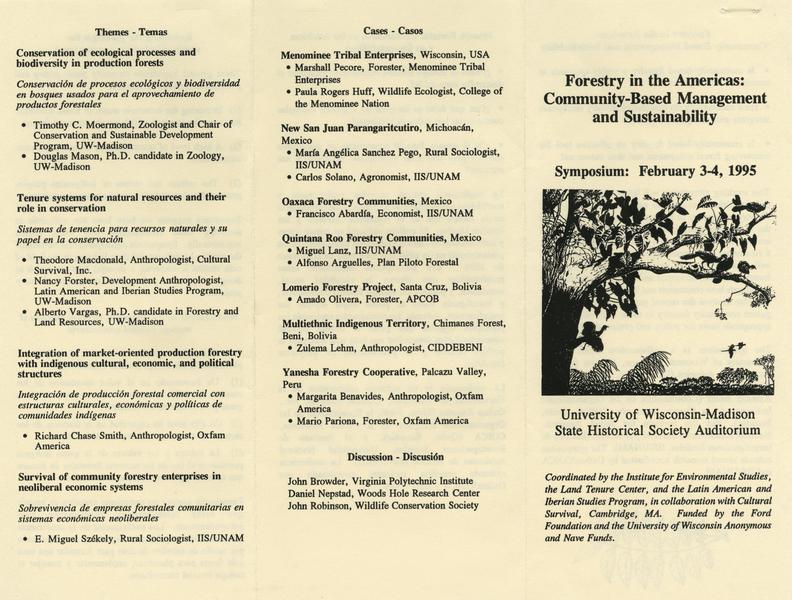 Themes - Temas
Conservation of ecological processes and
biodiversity in production forests
Conservación de procesos ecológicos y biodiversidad
en bosques usados para el aprovechamiento de
productos forestales
• Timothy C. Moermond, Zoologist and Chair of
Conservation and Sustainable Development
Program, UW-Madison
• Douglas Mason, Ph.D. candidate in Zoology,
UW-Madison
Tenure systems for natural resources and their
role in conservation
Sistemas de tenencia para recursos naturales y su
papel en la conservación
• Theodore Macdonald, Anthropologist, Cultural
Survival, Inc.
• Nancy Forster, Development Anthropologist,
Latin American and Iberian Studies Program,
UW-Madison
• Alberto Vargas, Ph.D. candidate in Forestry and
Land Resources, UW-Madison
Integration of market-oriented production forestry
with indigenous cultural, economic, and political
structures
Integración de producción forestal comercial con
estructuras culturales, económicas y políticas de
comunidades indígenas
• Richard Chase Smith, Anthropologist, Oxfam
America
Survival of community forestry enterprises in
neoliberal economic systems
Sobrevivencia de empresas forestales comunitarias en
sistemas económicas neoliberales
• E. Miguel Székely, Rural Sociologist, IIS/UNAM
Cases - Casos
Menominee Tribal Enterprises, Wisconsin, USA
• Marshall Pecore, Forester, Menominee Tribal
Enterprises
• Paula Rogers Huff, Wildlife Ecologist, College of
the Menominee Nation
New San Juan Parangaritcutiro, Michoacán,
Mexico
• María Angélica Sanchez Pego, Rural Sociologist,
IIS/UNAM
• Carlos Solano, Agronomist, IIS/UNAM
Oaxaca Forestry Communities, Mexico
• Francisco Abardía, Economist, IIS/UNAM
Quintana Roo Forestry Communities, Mexico
• Miguel Lanz, IIS/UNAM
• Alfonso Arguelles, Plan Piloto Forestal
Lomerio Forestry Project, Santa Cruz, Bolivia
• Amado Olivera, Forester, APCOB
Multiethnic Indigenous Territory, Chimanes Forest,
Beni, Bolivia
• Zulema Lehm, Anthropologist, CIDDEBENI
Yanesha Forestry Cooperative, Palcazu Valley,
Peru
• Margarita Benavides, Anthropologist, Oxfam
America
• Mario Pariona, Forester, Oxfam America
Discussion - Discusión
John Browder, Virginia Polytechnic Institute
Daniel Nepstad, Woods Hole Research Center
John Robinson, Wildlife Conservation Society
Forestry in the Americas:
Community-Based Management
and Sustainability
Symposium: February 3-4, 1995
University of Wisconsin-Madison
State Historical Society Auditorium
Coordinated by the Institute for Environmental Studies,
the Land Tenure Center, and the Latin American and
Iberian Studies Program, in collaboration with Cultural
Survival, Cambridge, MA. Funded by the Ford
Foundation and the University of Wisconsin Anonymous
and Nave Funds.